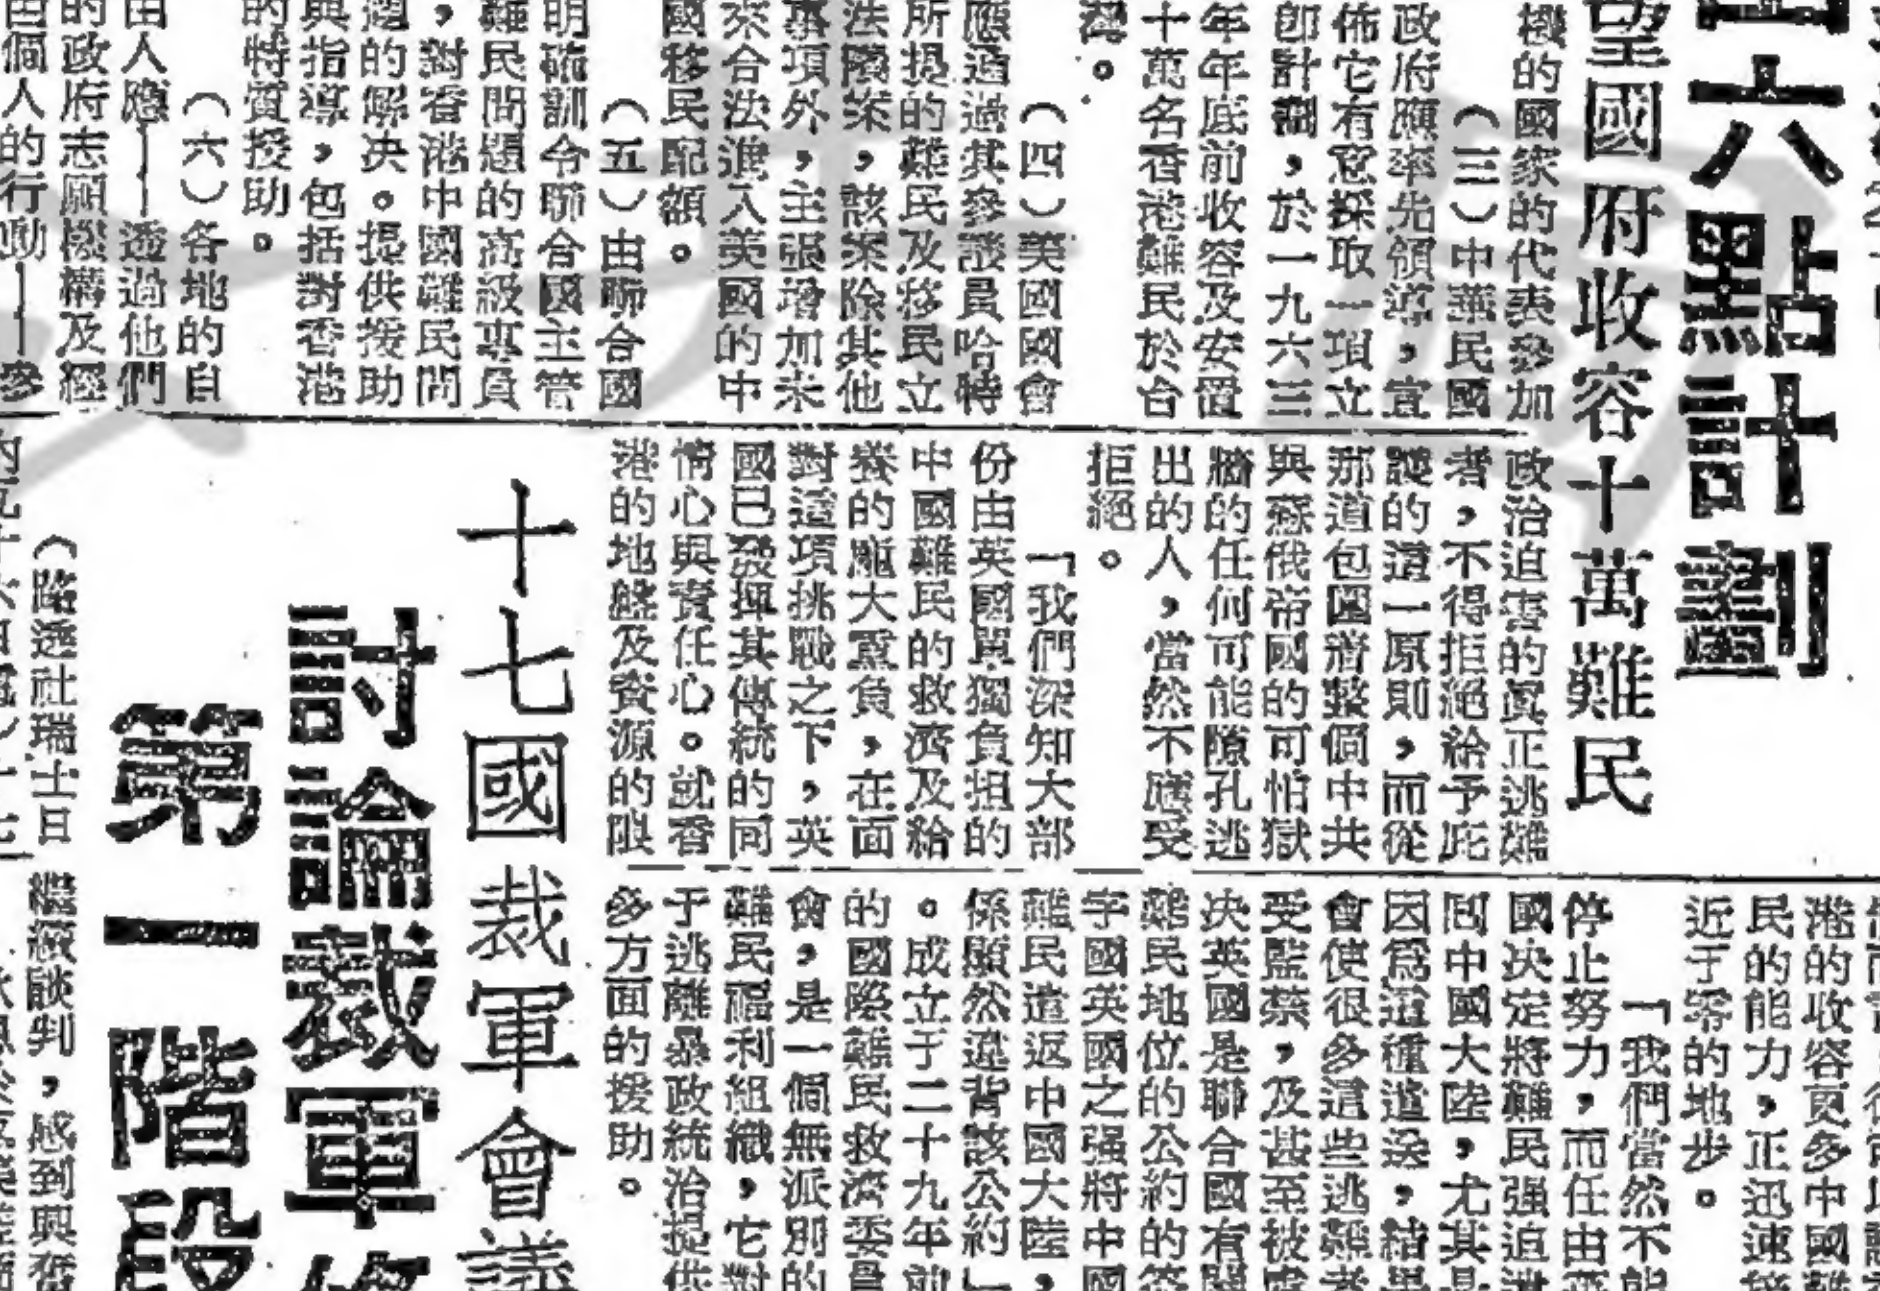 出六點計劃
望國府收容十萬難民
機的國家的代表參加
（三）中華民國
政府應率先領導，宣
佈它有意採取一項立
卽計劃，於一九六三
年年底前收容及安置
十萬名香港難民於台
灣。
（四）美國國會
應通過其參議員哈特
所提的難民及移民立
法隨案，該案除其他
事項外，主張增加未
來合法進入美國的中
國移民配額。
（五）由聯合國
明確訓令聯合國主管
難民問題的高級專員
，對香港中國難民問
題的解决。提供援助
與指導，包括對香港
的特質授助。
（六）各地的自
由人應——透過他們
的政府志願機構及經
由個人的行動——參
政治迫害的眞正逃難
者，不得拒絕給予庇
護的這一原則，而從
那道包圍着整個中共
與蘇俄帝國的可怕獄
牆的任何可能隙孔逃
出的人，當然不應受
拒絕。
「我們深知大部
份由英國單獨負担的
中國難民的救濟及給
養的龐大重負，在面
對這項挑戰之下，英
國已發揮其傳統的同
情心與責任心。就香
港的地盤及資源的限
港的收容更多中國難
民的能力，正迅速接
近于零的地步。
「我們當然不能
停止努力，而任由英
國决定將難民强迫遣
回中國大陸，尤其是
因爲這種遣送，結果
會使很多這些逃難者
受監禁，及甚至被處
决英國是聯合國有關
難民地位的公約的簽
字國英國之强將中國
難民遣返中國大陸，
係顯然違背該公約」
。成立于二十九年前
的國際難民救濟委員
會，是一個無派別的
難民福利組織，它對
于逃離暴政統治提供
多方面的援助。
十七國裁軍會議
討論裁軍條
第一階段
（路透社瑞士日
繼續談判，感到興奮